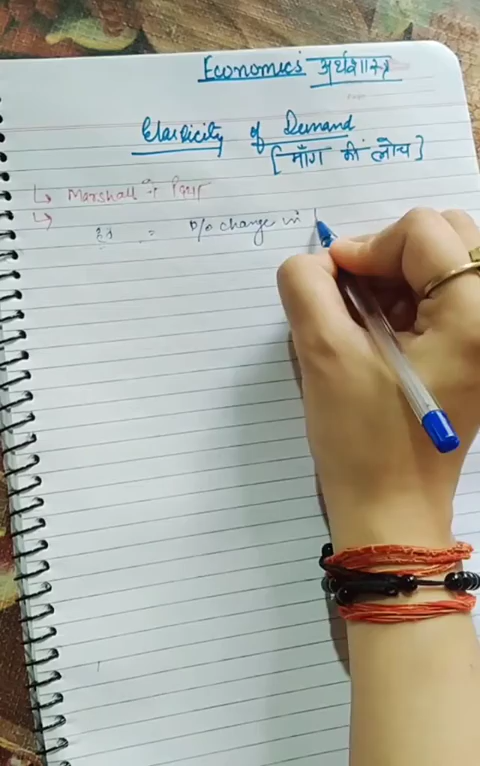 Economics अर्थशास्त्र
Elasticity of Demand
[माँग की लोच]
↳ Marshall ने दिया
↳
= % change in